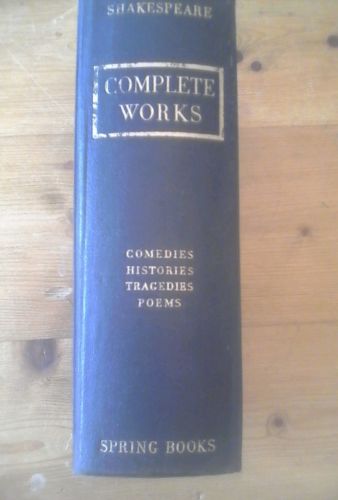 SHAKESPEARE
COMPLETE
WORKS
COMEDIES
HISTORIES
TRAGEDIES
POEMS
SPRING BOOKS